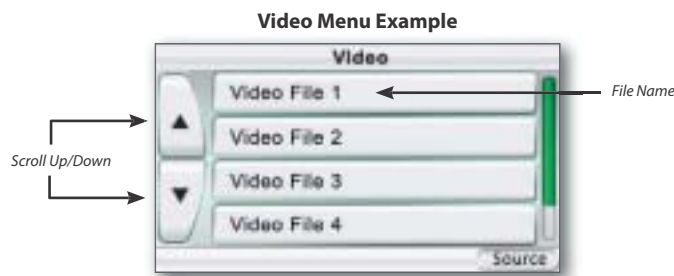 Video Menu Example
Video
Video File 1
File Name
Video File 2
Scroll Up/Down
Video File 3
Video File 4
Source